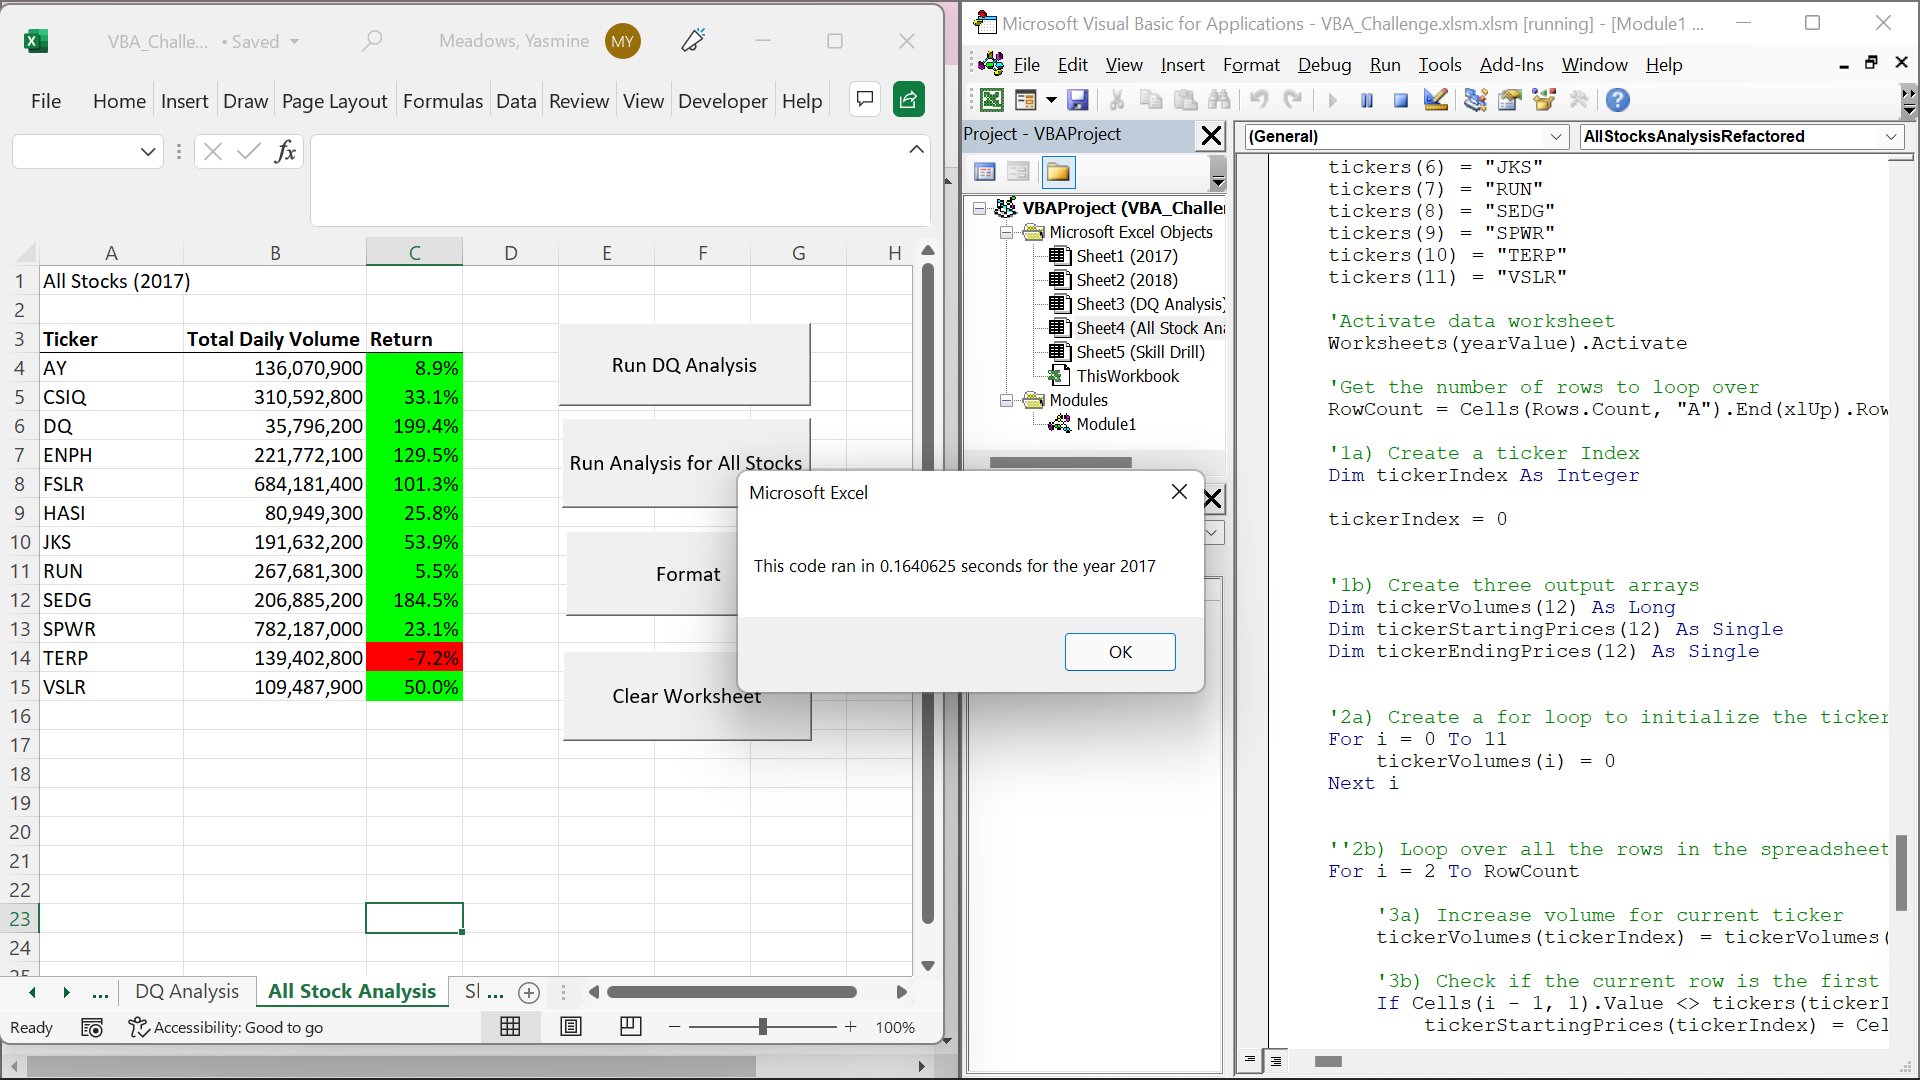 VBA_Challe... • Saved
Meadows, Yasmine
MY
File Home Insert Draw Page Layout Formulas Data Review View Developer Help
fx
A B C D E F G H
1 All Stocks (2017)
2
3 Ticker Total Daily Volume Return
4 AY 136,070,900 8.9%
5 CSIQ 310,592,800 33.1%
6 DQ 35,796,200 199.4%
7 ENPH 221,772,100 129.5%
8 FSLR 684,181,400 101.3%
9 HASI 80,949,300 25.8%
10 JKS 191,632,200 53.9%
11 RUN 267,681,300 5.5%
12 SEDG 206,885,200 184.5%
13 SPWR 782,187,000 23.1%
14 TERP 139,402,800 -7.2%
15 VSLR 109,487,900 50.0%
16
17
18
19
20
21
22
23
24
25
Run DQ Analysis
Run Analysis for All Stocks
Format
Clear Worksheet
... DQ Analysis All Stock Analysis Sl ...
Ready Accessibility: Good to go 100%
Microsoft Excel
This code ran in 0.1640625 seconds for the year 2017
OK
Microsoft Visual Basic for Applications - VBA_Challenge.xlsm.xlsm [running] - [Module1 ...
File Edit View Insert Format Debug Run Tools Add-Ins Window Help
Project - VBAProject
VBAProject (VBA_Challe
Microsoft Excel Objects
Sheet1 (2017)
Sheet2 (2018)
Sheet3 (DQ Analysis)
Sheet4 (All Stock An
Sheet5 (Skill Drill)
ThisWorkbook
Modules
Module1
(General) AllStocksAnalysisRefactored
tickers(6) = "JKS"
tickers(7) = "RUN"
tickers(8) = "SEDG"
tickers(9) = "SPWR"
tickers(10) = "TERP"
tickers(11) = "VSLR"
'Activate data worksheet
Worksheets(yearValue).Activate
'Get the number of rows to loop over
RowCount = Cells(Rows.Count, "A").End(xlUp).Row
'1a) Create a ticker Index
Dim tickerIndex As Integer
tickerIndex = 0
'1b) Create three output arrays
Dim tickerVolumes(12) As Long
Dim tickerStartingPrices(12) As Single
Dim tickerEndingPrices(12) As Single
'2a) Create a for loop to initialize the ticker
For i = 0 To 11
tickerVolumes(i) = 0
Next i
''2b) Loop over all the rows in the spreadsheet
For i = 2 To RowCount
'3a) Increase volume for current ticker
tickerVolumes(tickerIndex) = tickerVolumes(
'3b) Check if the current row is the first
If Cells(i - 1, 1).Value <> tickers(tickerI
tickerStartingPrices(tickerIndex) = Cel